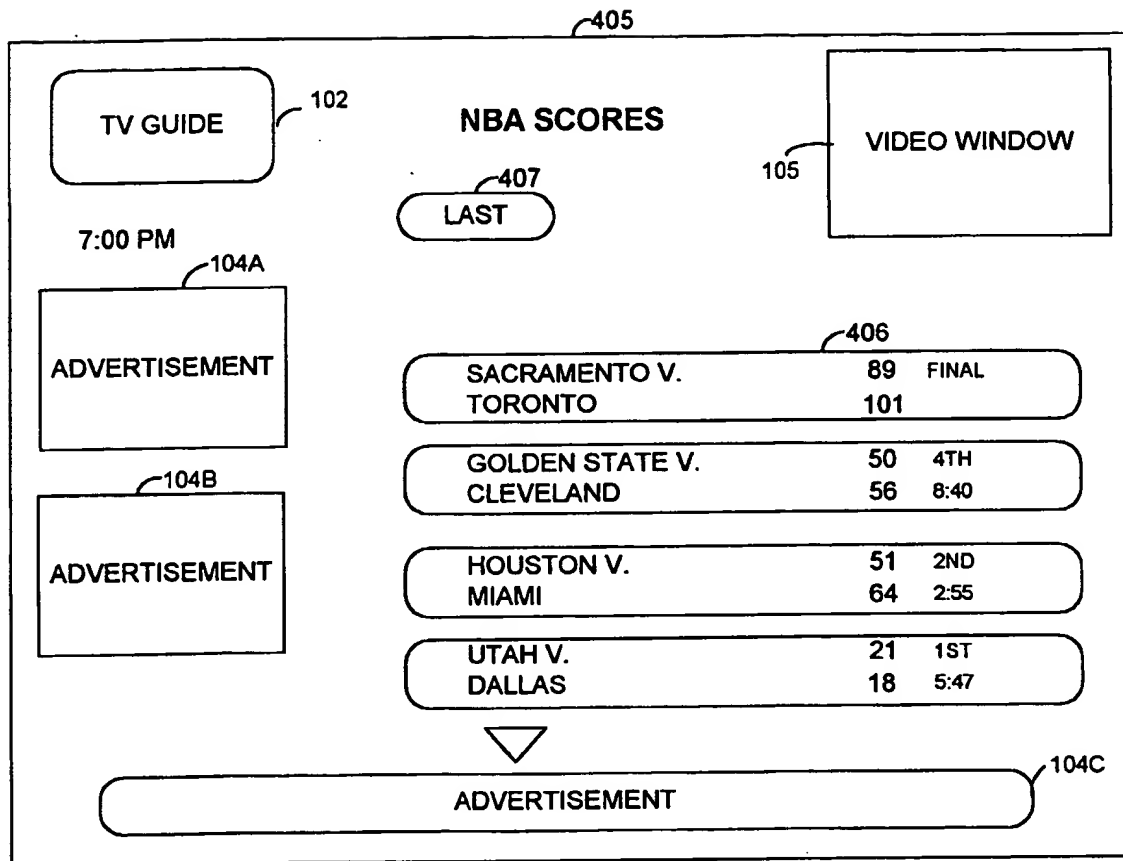 405
TV GUIDE
102
NBA SCORES
VIDEO WINDOW
105
407
LAST
7:00 PM
104A
ADVERTISEMENT
104B
ADVERTISEMENT
406
SACRAMENTO V. 89 FINAL
TORONTO 101
GOLDEN STATE V. 50 4TH
CLEVELAND 56 8:40
HOUSTON V. 51 2ND
MIAMI 64 2:55
UTAH V. 21 1ST
DALLAS 18 5:47
104C
ADVERTISEMENT